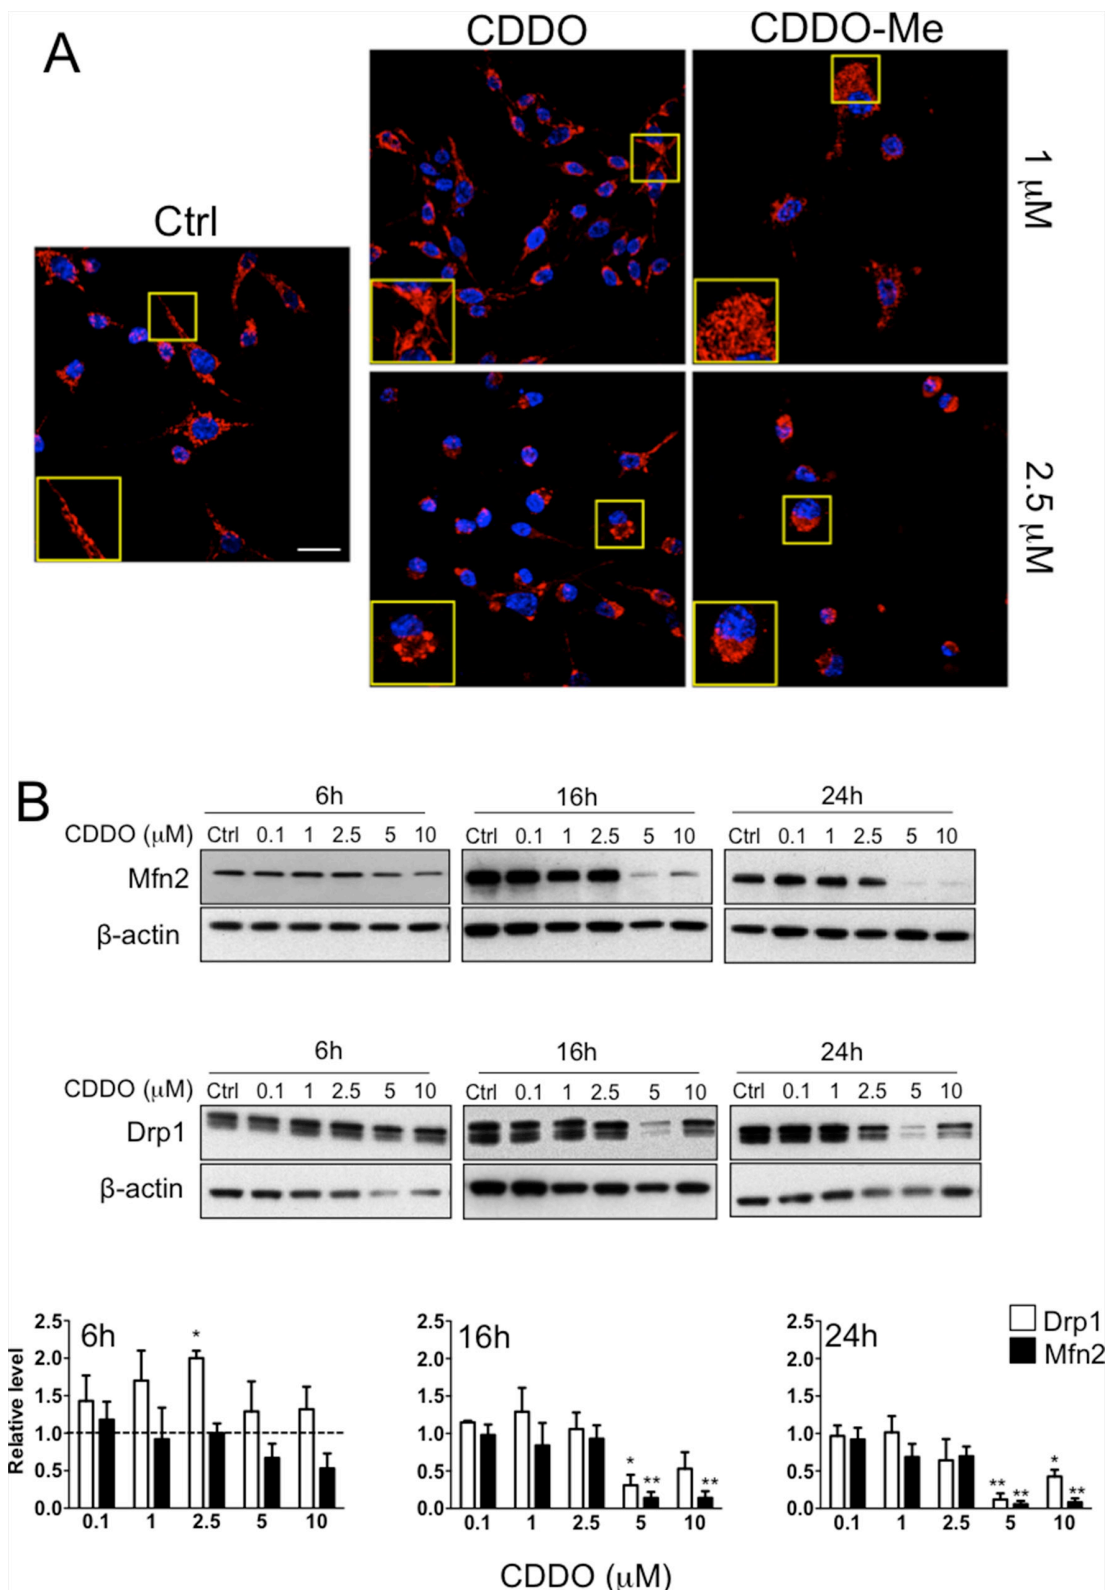 A
CDDO
CDDO-Me
1 μM
Ctrl
2.5 μM
B
6h
16h
24h
CDDO (μM)
Ctrl 0.1 1 2.5 5 10
Ctrl 0.1 1 2.5 5 10
Ctrl 0.1 1 2.5 5 10
Mfn2
β-actin
6h
16h
24h
CDDO (μM)
Ctrl 0.1 1 2.5 5 10
Ctrl 0.1 1 2.5 5 10
Ctrl 0.1 1 2.5 5 10
Drp1
β-actin
Relative level
2.5
2.0
1.5
1.0
0.5
0.0
6h
*
0.1 1 2.5 5 10
2.5
2.0
1.5
1.0
0.5
0.0
16h
* ** **
0.1 1 2.5 5 10
2.5
2.0
1.5
1.0
0.5
0.0
24h
** ** * **
0.1 1 2.5 5 10
Drp1
Mfn2
CDDO (μM)